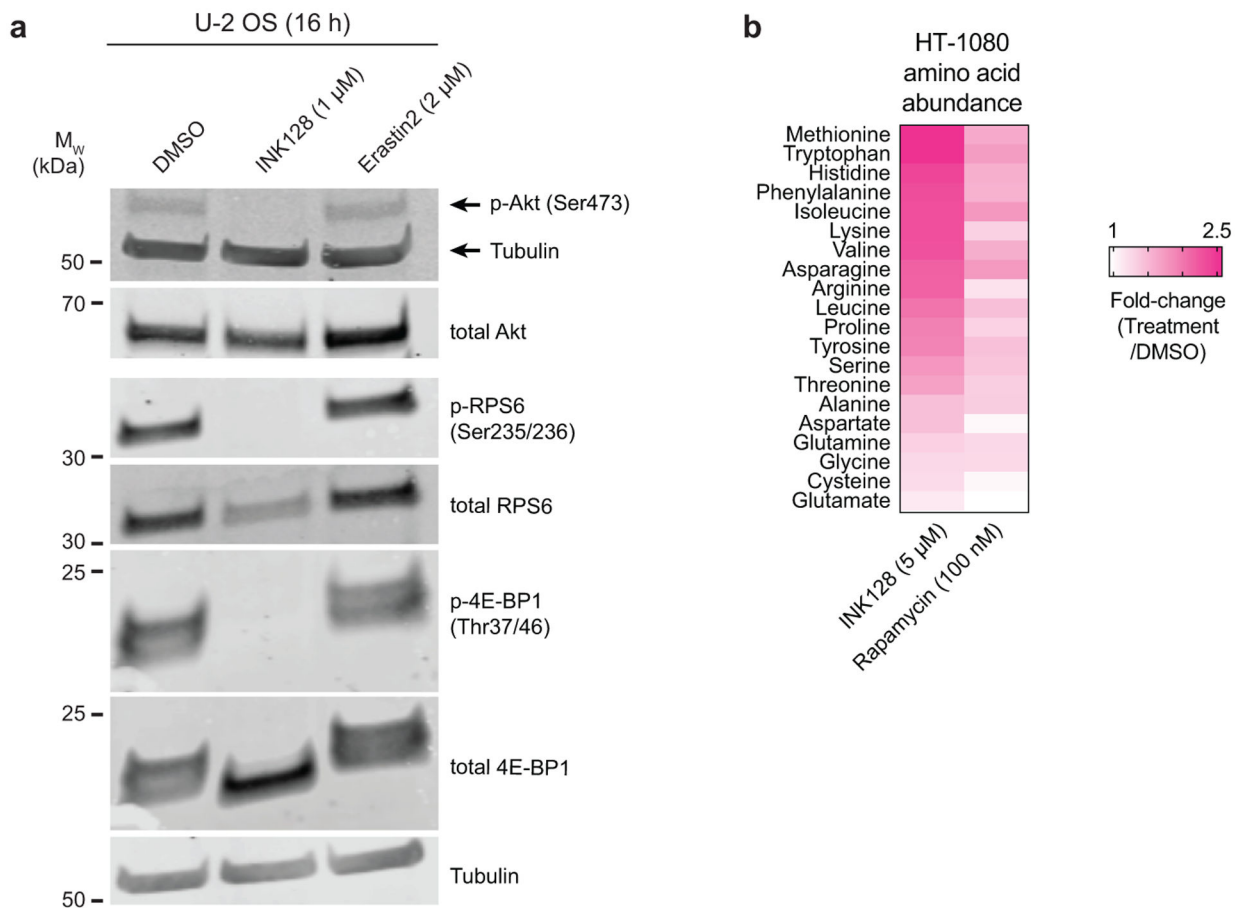 a
U-2 OS (16 h)
M_W
(kDa)
DMSO
INK128 (1 µM)
Erastin2 (2 µM)
p-Akt (Ser473)
Tubulin
50
70
total Akt
p-RPS6
(Ser235/236)
30
total RPS6
30
25
p-4E-BP1
(Thr37/46)
25
total 4E-BP1
Tubulin
50
b
HT-1080
amino acid
abundance
Methionine
Tryptophan
Histidine
Phenylalanine
Isoleucine
Lysine
Valine
Asparagine
Arginine
Leucine
Proline
Tyrosine
Serine
Threonine
Alanine
Aspartate
Glutamine
Glycine
Cysteine
Glutamate
INK128 (5 µM)
Rapamycin (100 nM)
1 2.5
Fold-change
(Treatment
/DMSO)